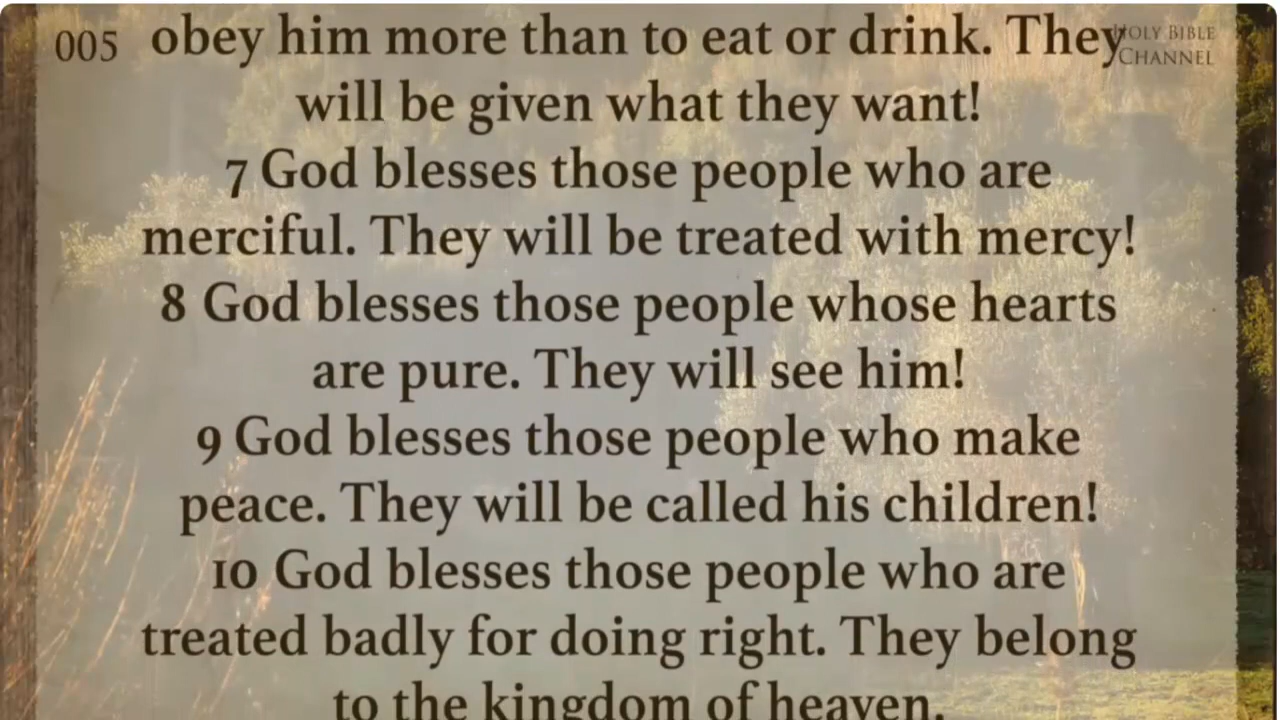 005 obey him more than to eat or drink. They
HOLY BIBLE
CHANNEL
will be given what they want!
7 God blesses those people who are
merciful. They will be treated with mercy!
8 God blesses those people whose hearts
are pure. They will see him!
9 God blesses those people who make
peace. They will be called his children!
10 God blesses those people who are
treated badly for doing right. They belong
to the kingdom of heaven.